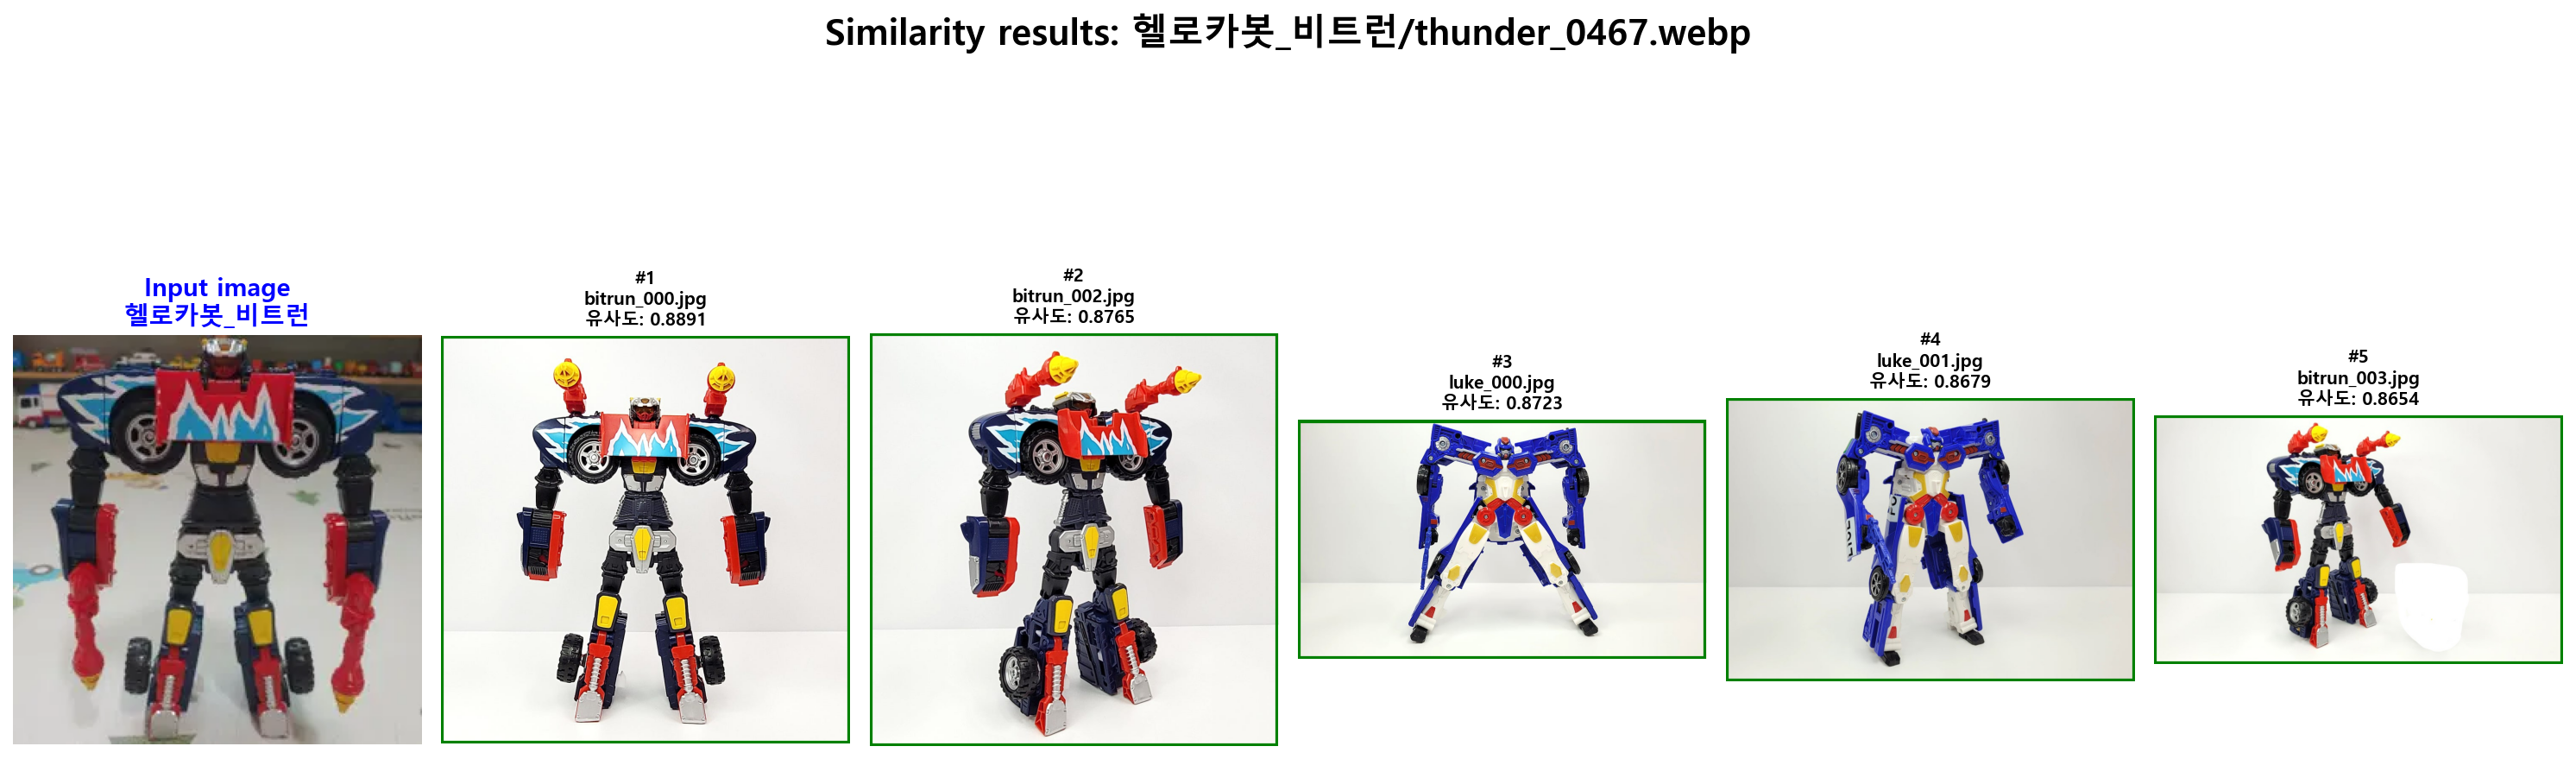 Similarity results: 헬로카봇_비트런/thunder_0467.webp
Input image
헬로카봇_비트런
#1
bitrun_000.jpg
유사도: 0.8891
#2
bitrun_002.jpg
유사도: 0.8765
#3
luke_000.jpg
유사도: 0.8723
#4
luke_001.jpg
유사도: 0.8679
#5
bitrun_003.jpg
유사도: 0.8654